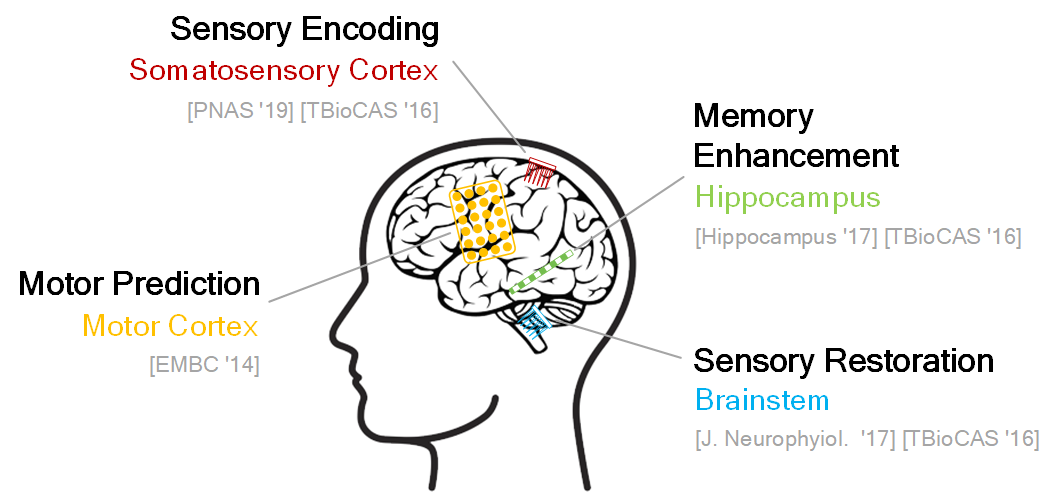 Sensory Encoding
Somatosensory Cortex
[PNAS '19] [TBioCAS '16]
Memory
Enhancement
Hippocampus
[Hippocampus '17] [TBioCAS '16]
Motor Prediction
Motor Cortex
[EMBC '14]
Sensory Restoration
Brainstem
[J. Neurophyiol.  '17] [TBioCAS '16]